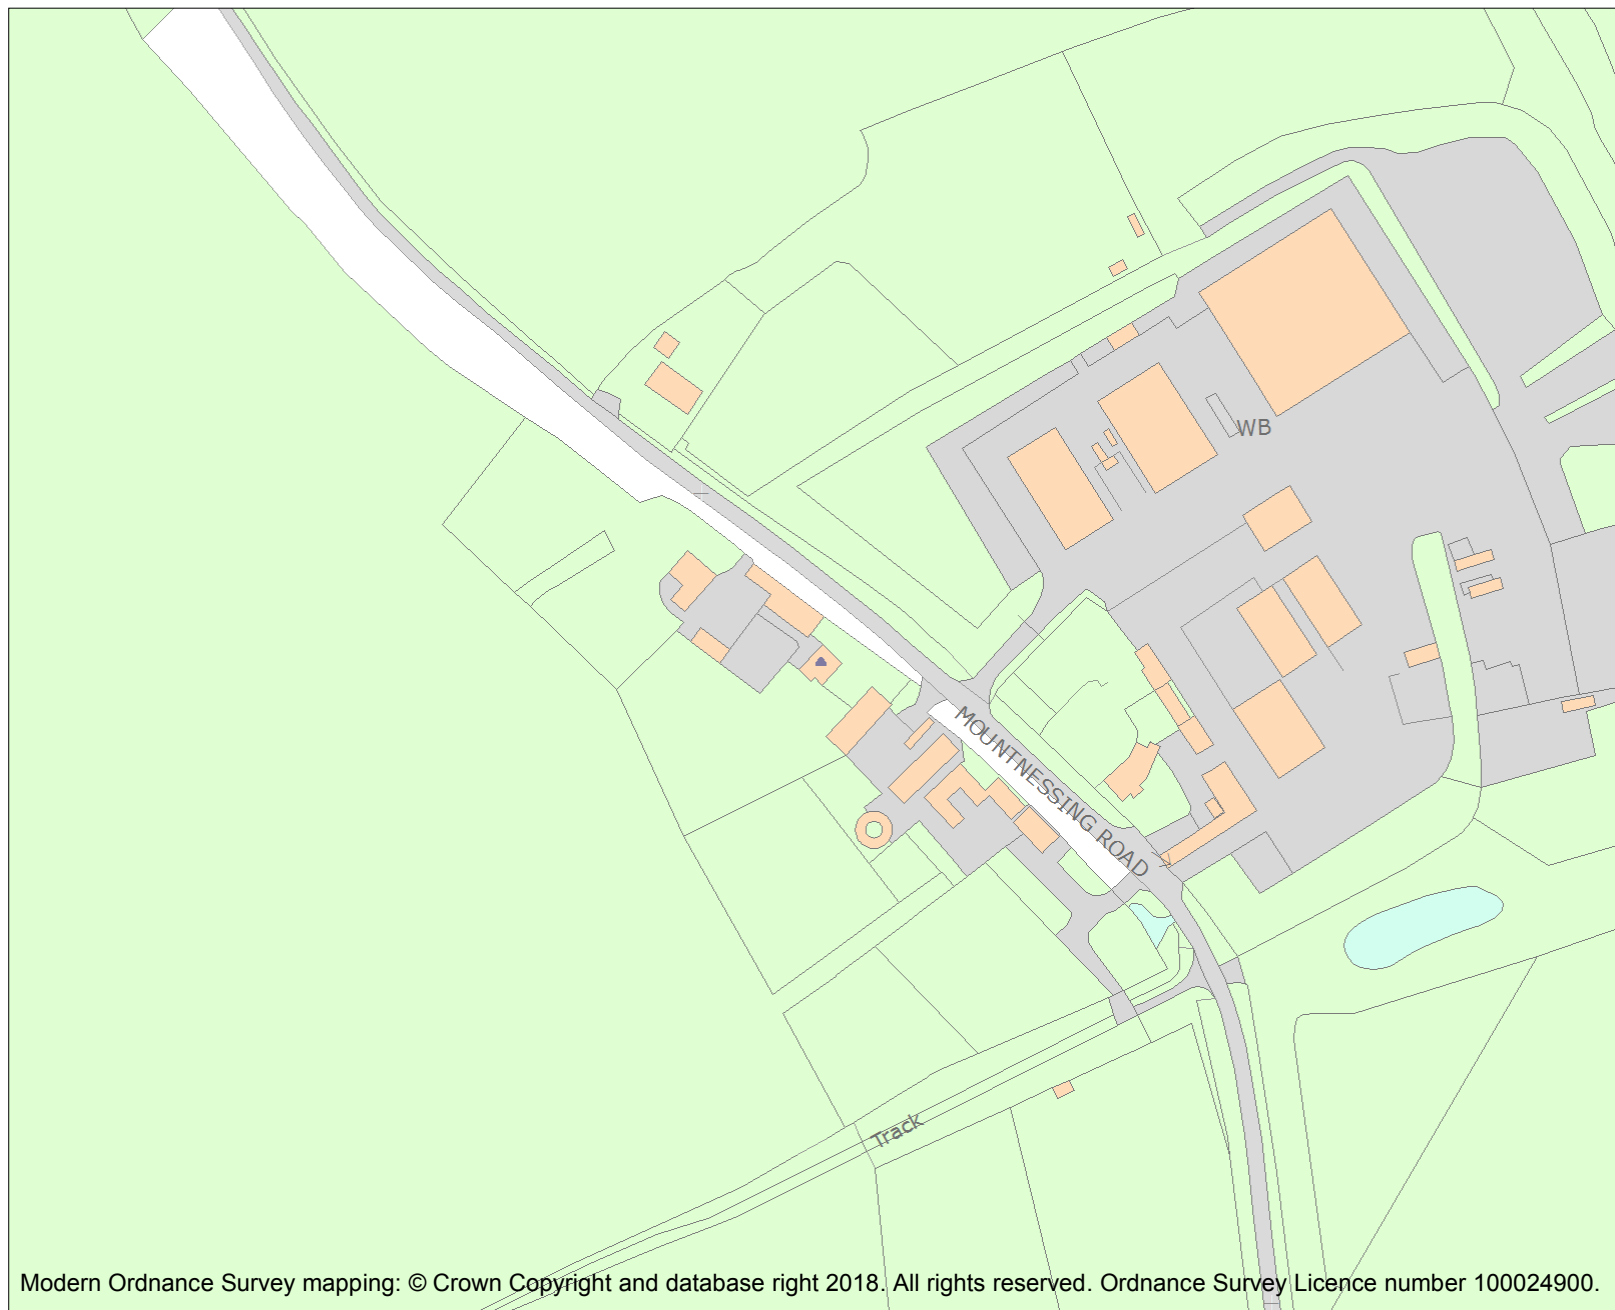 WB
MOUNTNESSING ROAD
Track
Modern Ordnance Survey mapping: © Crown Copyright and database right 2018. All rights reserved. Ordnance Survey Licence number 100024900.